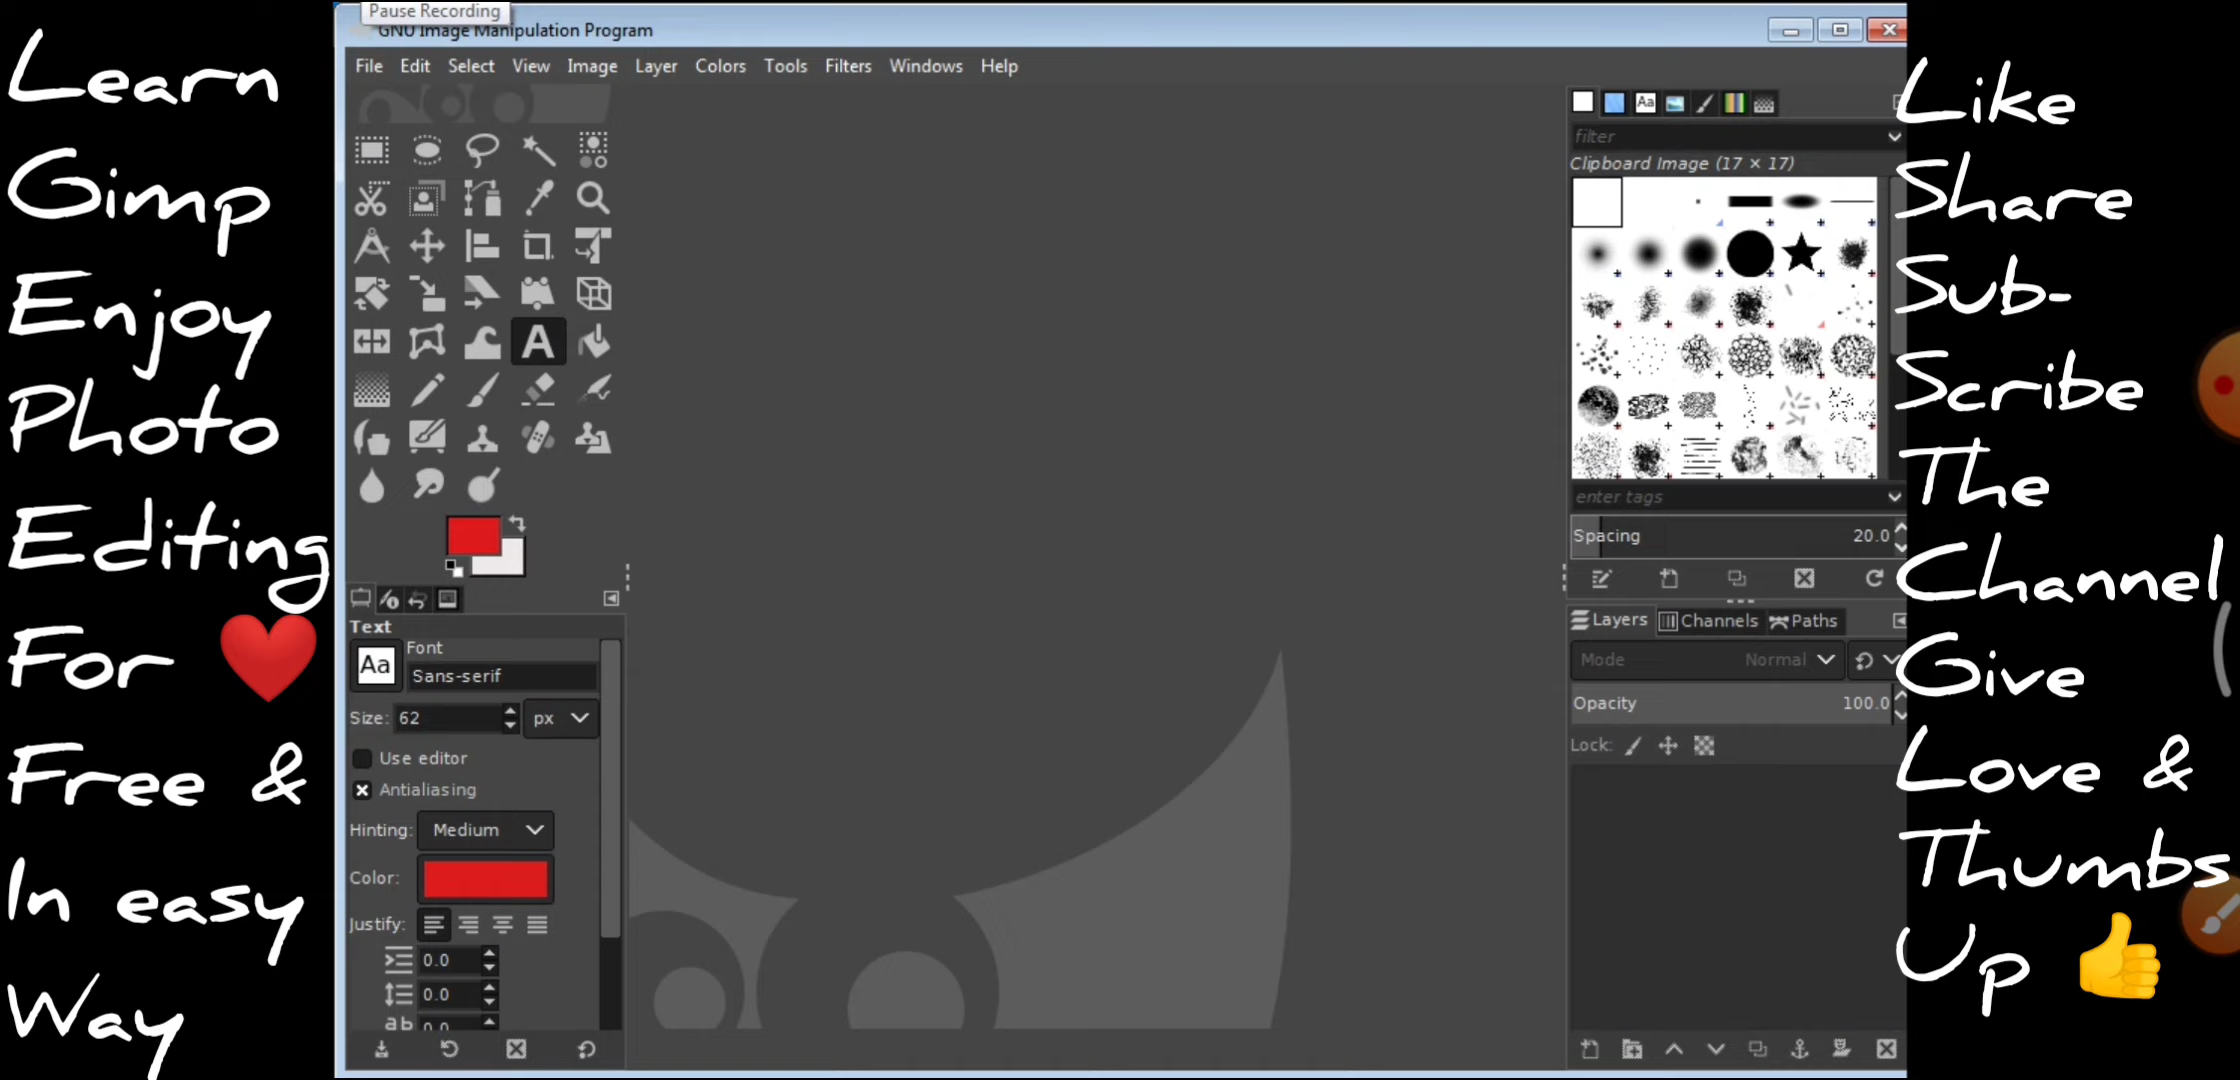 Learn
Gimp
Enjoy
Photo
Editing
For ❤️
Free &
In easy
Way
Pause Recording
GNU Image Manipulation Program
File Edit Select View Image Layer Colors Tools Filters Windows Help
Text
Aa
Font
Sans-serif
Size: 62 px
Use editor
Antialiasing
Hinting: Medium
Color:
Justify:
0.0
0.0
ab 0.0
Aa
filter
Clipboard Image (17 × 17)
enter tags
Spacing 20.0
Layers Channels Paths
Mode Normal
Opacity 100.0
Lock:
Like
Share
Sub-
Scribe
The
Channel
Give
Love &
Thumbs
Up 👍